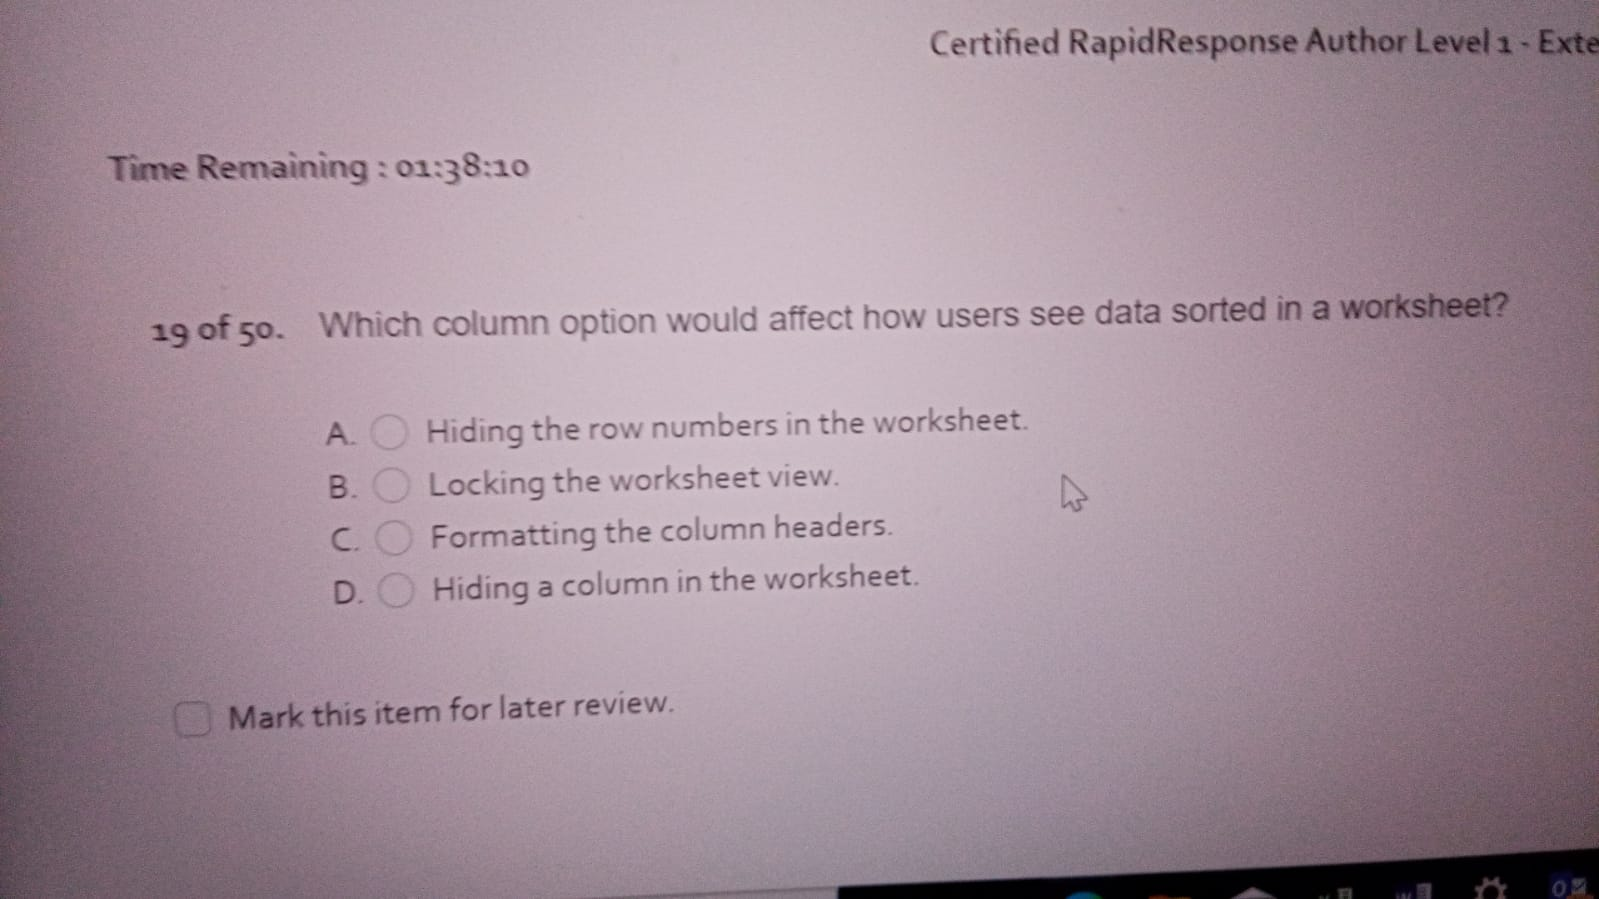 Certified RapidResponse Author Level 1 - Exte
Time Remaining : 01:38:10
19 of 50. Which column option would affect how users see data sorted in a worksheet?
A. Hiding the row numbers in the worksheet.
B. Locking the worksheet view.
C. Formatting the column headers.
D. Hiding a column in the worksheet.
Mark this item for later review.